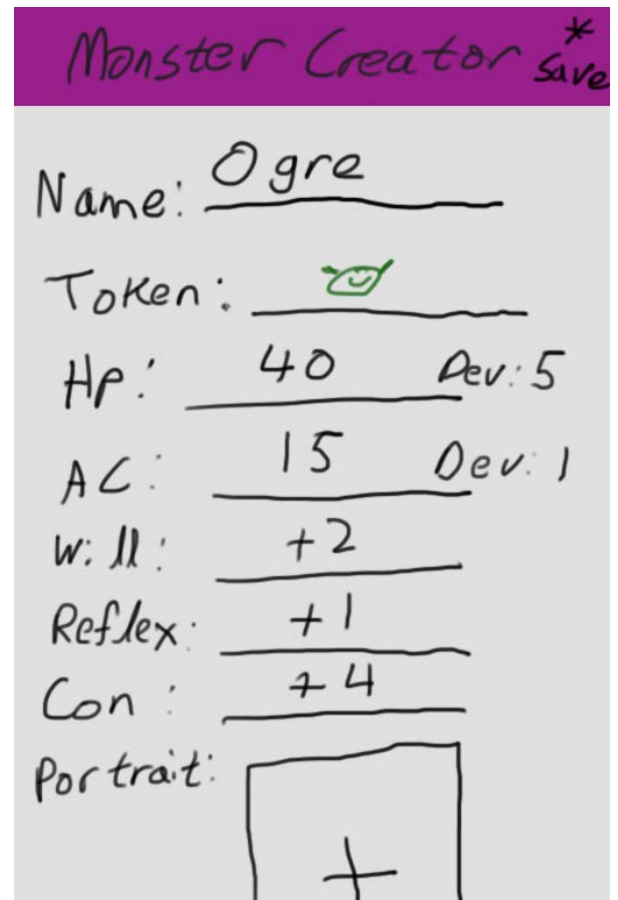 Monster Creator * Save
Name: Ogre
Token:
Hp: 40 Dev: 5
AC: 15 Dev: 1
Will: +2
Reflex: +1
Con: +4
Portrait:
+